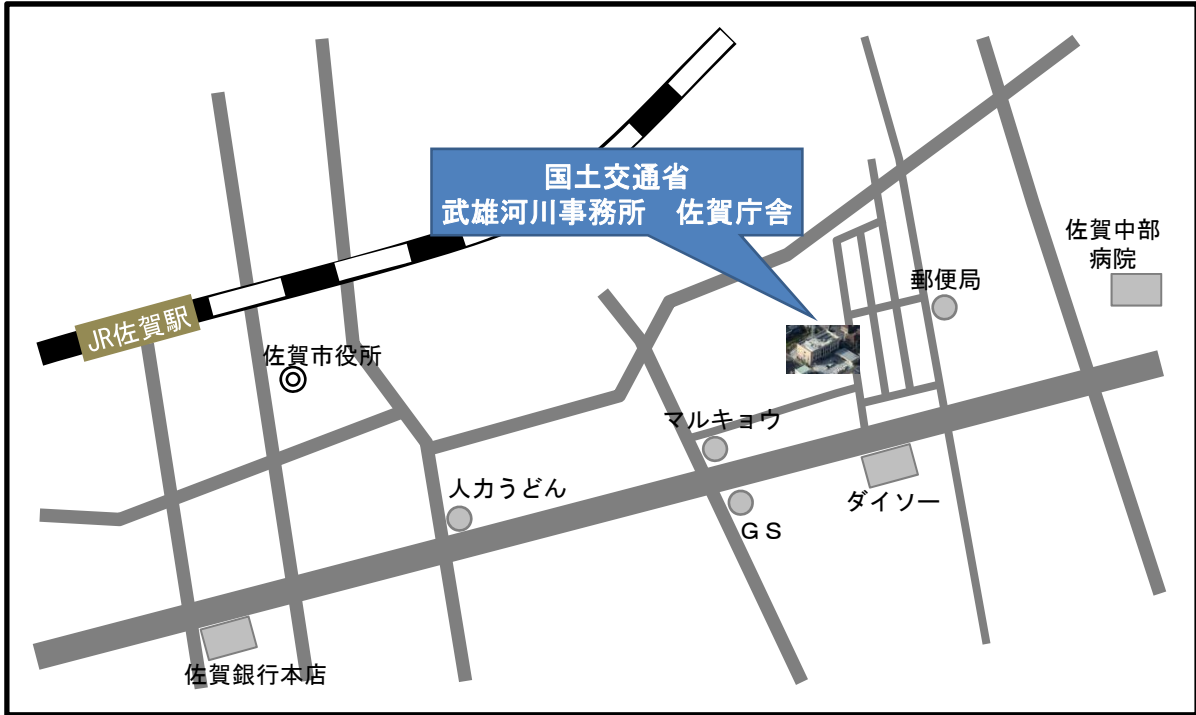 国土交通省
武雄河川事務所　佐賀庁舎
佐賀中部
病院
郵便局
JR佐賀駅
佐賀市役所
マルキョウ
人力うどん
ダイソー
ＧＳ
佐賀銀行本店